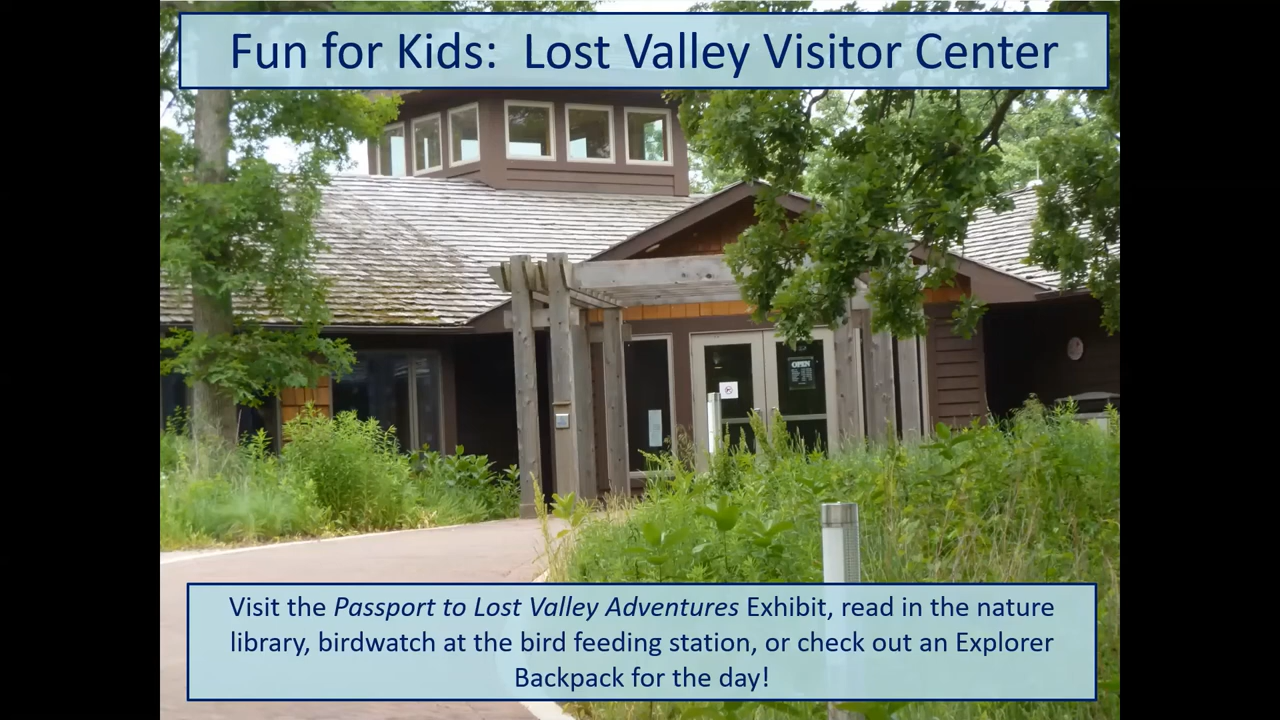 Fun for Kids:  Lost Valley Visitor Center
OPEN
Visit the Passport to Lost Valley Adventures Exhibit, read in the nature
library, birdwatch at the bird feeding station, or check out an Explorer
Backpack for the day!